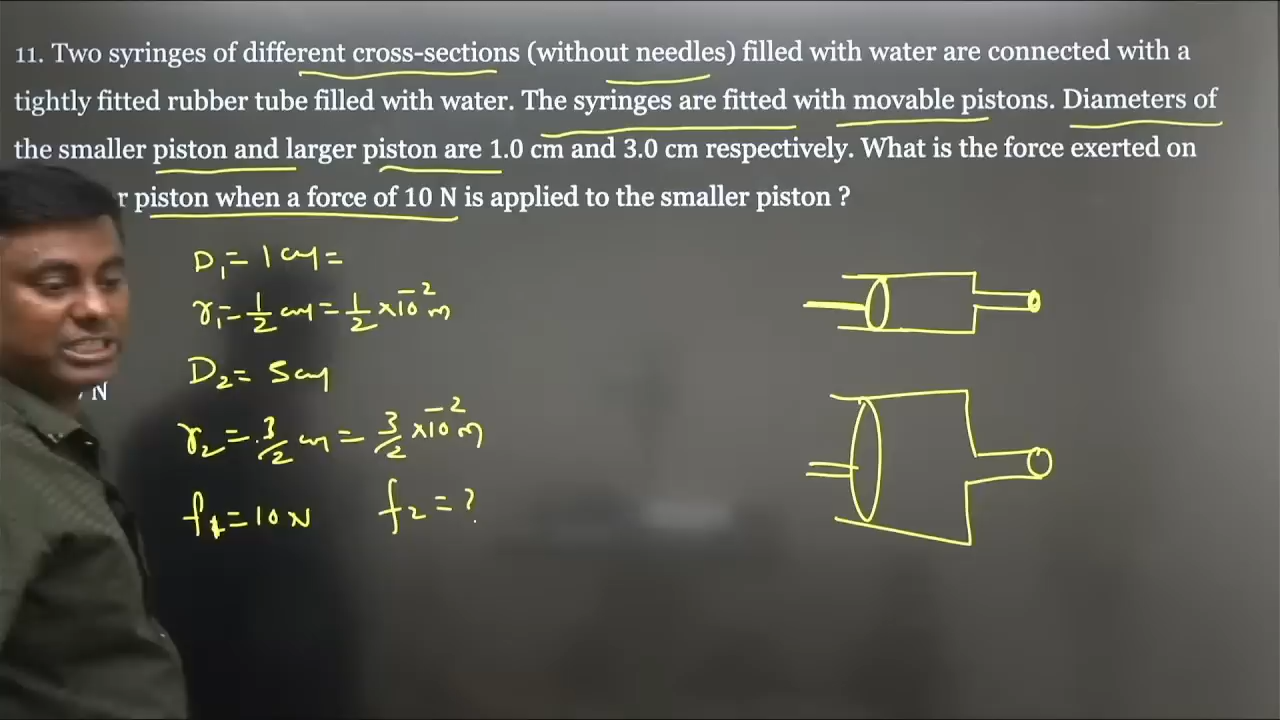 11. Two syringes of different cross-sections (without needles) filled with water are connected with a
tightly fitted rubber tube filled with water. The syringes are fitted with movable pistons. Diameters of
the smaller piston and larger piston are 1.0 cm and 3.0 cm respectively. What is the force exerted on
r piston when a force of 10 N is applied to the smaller piston ?
D₁ = 1 cm =
r₁ = 1/2 cm = 1/2 × 10⁻² m
D₂ = 3 cm
r₂ = 3/2 cm = 3/2 × 10⁻² m
N
f₁ = 10 N f₂ = ?